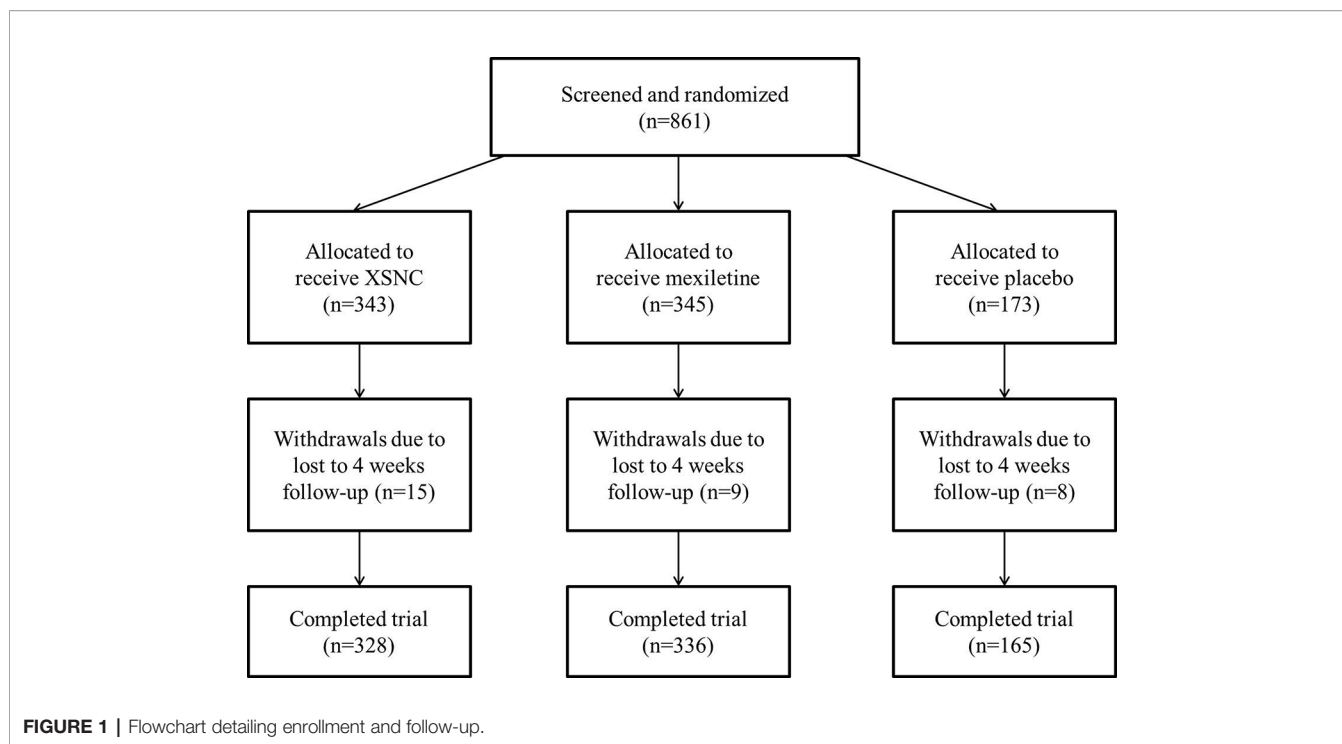 Screened and randomized
(n=861)
Allocated to
receive XSNC
(n=343)
Allocated to
receive mexiletine
(n=345)
Allocated to
receive placebo
(n=173)
Withdrawals due to
lost to 4 weeks
follow-up (n=15)
Withdrawals due to
lost to 4 weeks
follow-up (n=9)
Withdrawals due to
lost to 4 weeks
follow-up (n=8)
Completed trial
(n=328)
Completed trial
(n=336)
Completed trial
(n=165)
FIGURE 1 | Flowchart detailing enrollment and follow-up.